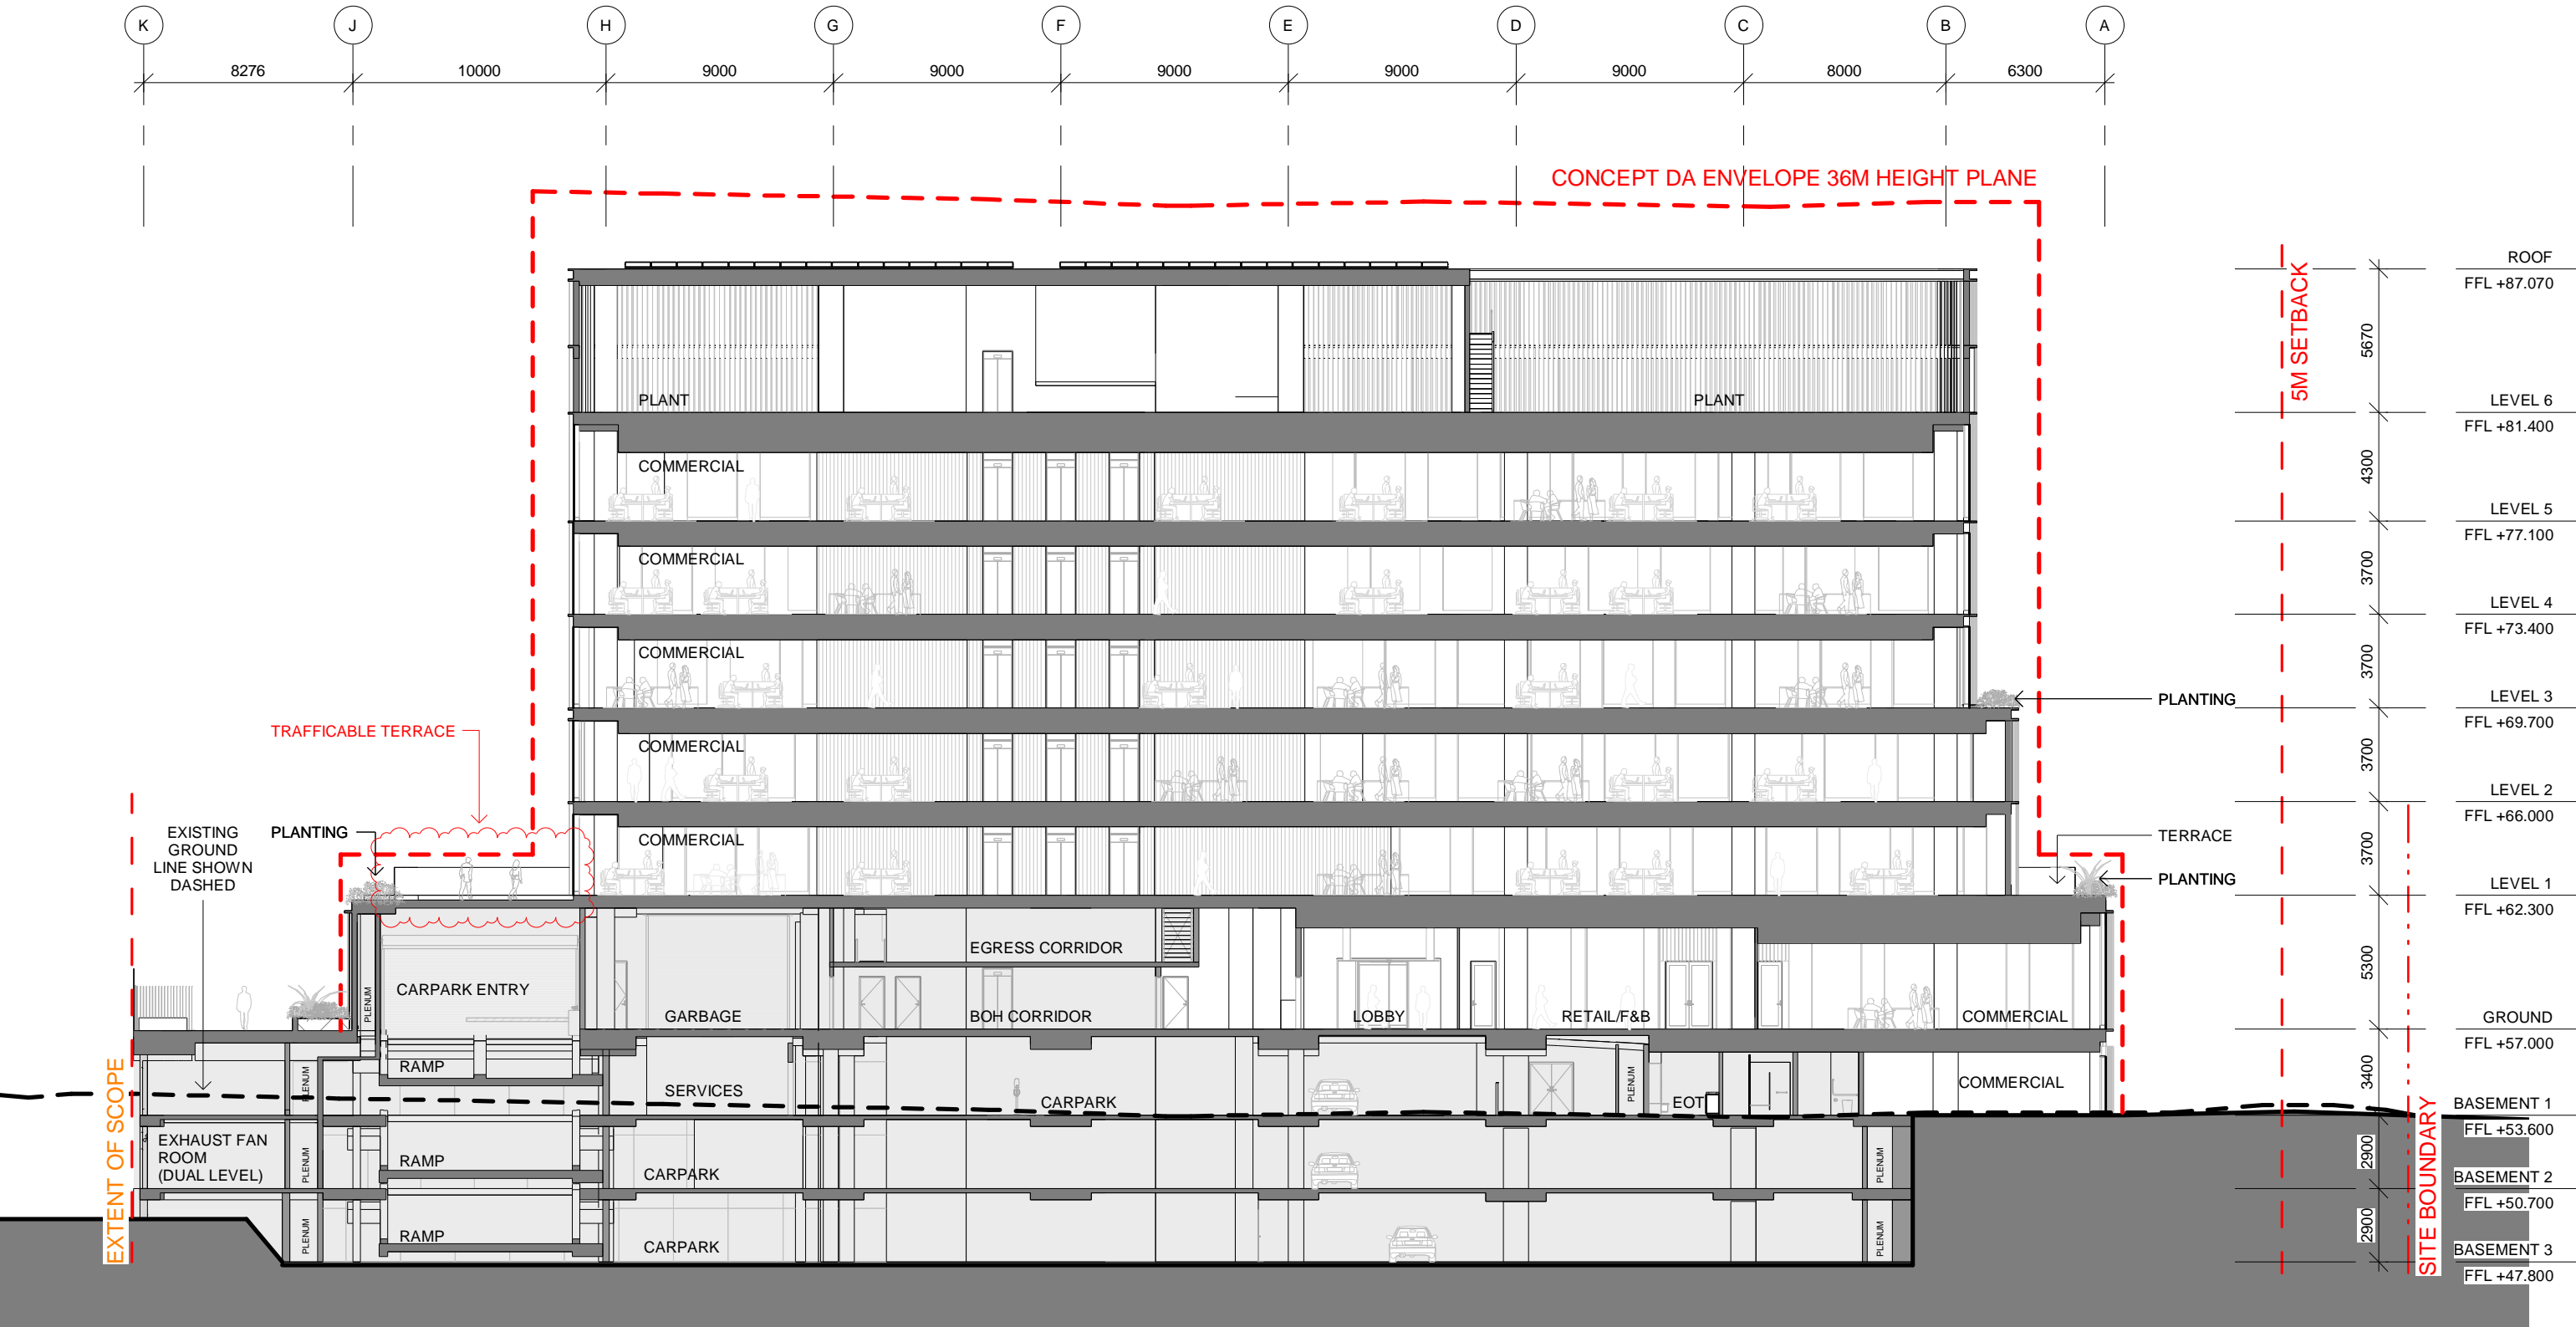 K
J
H
G
F
E
D
C
B
A
8276
10000
9000
9000
9000
9000
9000
8000
6300
CONCEPT DA ENVELOPE 36M HEIGHT PLANE
5M SETBACK
ROOF
FFL +87.070
5670
PLANT
PLANT
LEVEL 6
FFL +81.400
COMMERCIAL
4300
LEVEL 5
FFL +77.100
COMMERCIAL
3700
LEVEL 4
FFL +73.400
COMMERCIAL
3700
PLANTING
LEVEL 3
FFL +69.700
TRAFFICABLE TERRACE
COMMERCIAL
3700
LEVEL 2
FFL +66.000
EXISTING
GROUND
LINE SHOWN
DASHED
PLANTING
COMMERCIAL
TERRACE
3700
PLANTING
LEVEL 1
FFL +62.300
EGRESS CORRIDOR
5300
PLENUM
CARPARK ENTRY
GARBAGE
BOH CORRIDOR
LOBBY
RETAIL/F&B
COMMERCIAL
GROUND
FFL +57.000
EXTENT OF SCOPE
PLENUM
RAMP
SERVICES
CARPARK
PLENUM
EOT
COMMERCIAL
3400
BASEMENT 1
FFL +53.600
EXHAUST FAN
ROOM
(DUAL LEVEL)
PLENUM
RAMP
CARPARK
PLENUM
2900
SITE BOUNDARY
BASEMENT 2
FFL +50.700
PLENUM
RAMP
CARPARK
PLENUM
2900
BASEMENT 3
FFL +47.800